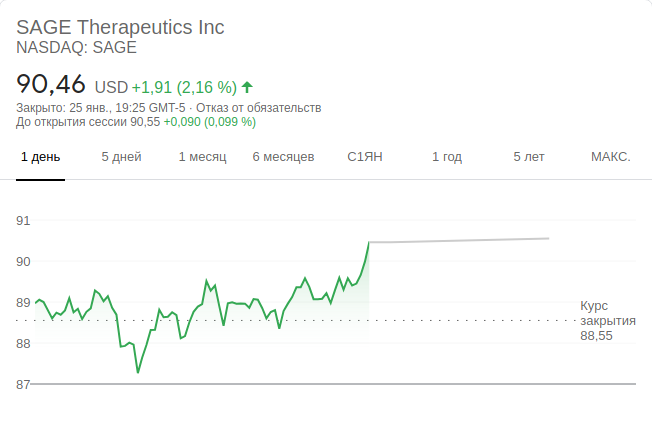 SAGE Therapeutics Inc
NASDAQ: SAGE
90,46 USD +1,91 (2,16 %)
Закрыто: 25 янв., 19:25 GMT-5 · Отказ от обязательств
До открытия сессии 90,55 +0,090 (0,099 %)
1 день 5 дней 1 месяц 6 месяцев С1ЯН 1 год 5 лет МАКС.
91
90
89
88
87
Курс
закрытия
88,55